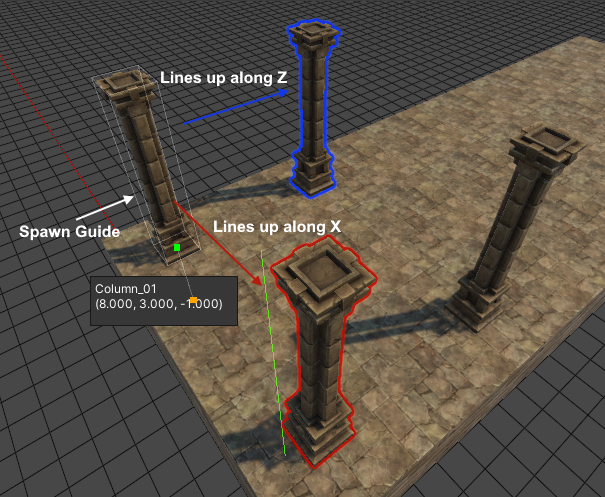 Lines up along Z
Spawn Guide
Lines up along X
Column_01
(8.000, 3.000, -1.000)